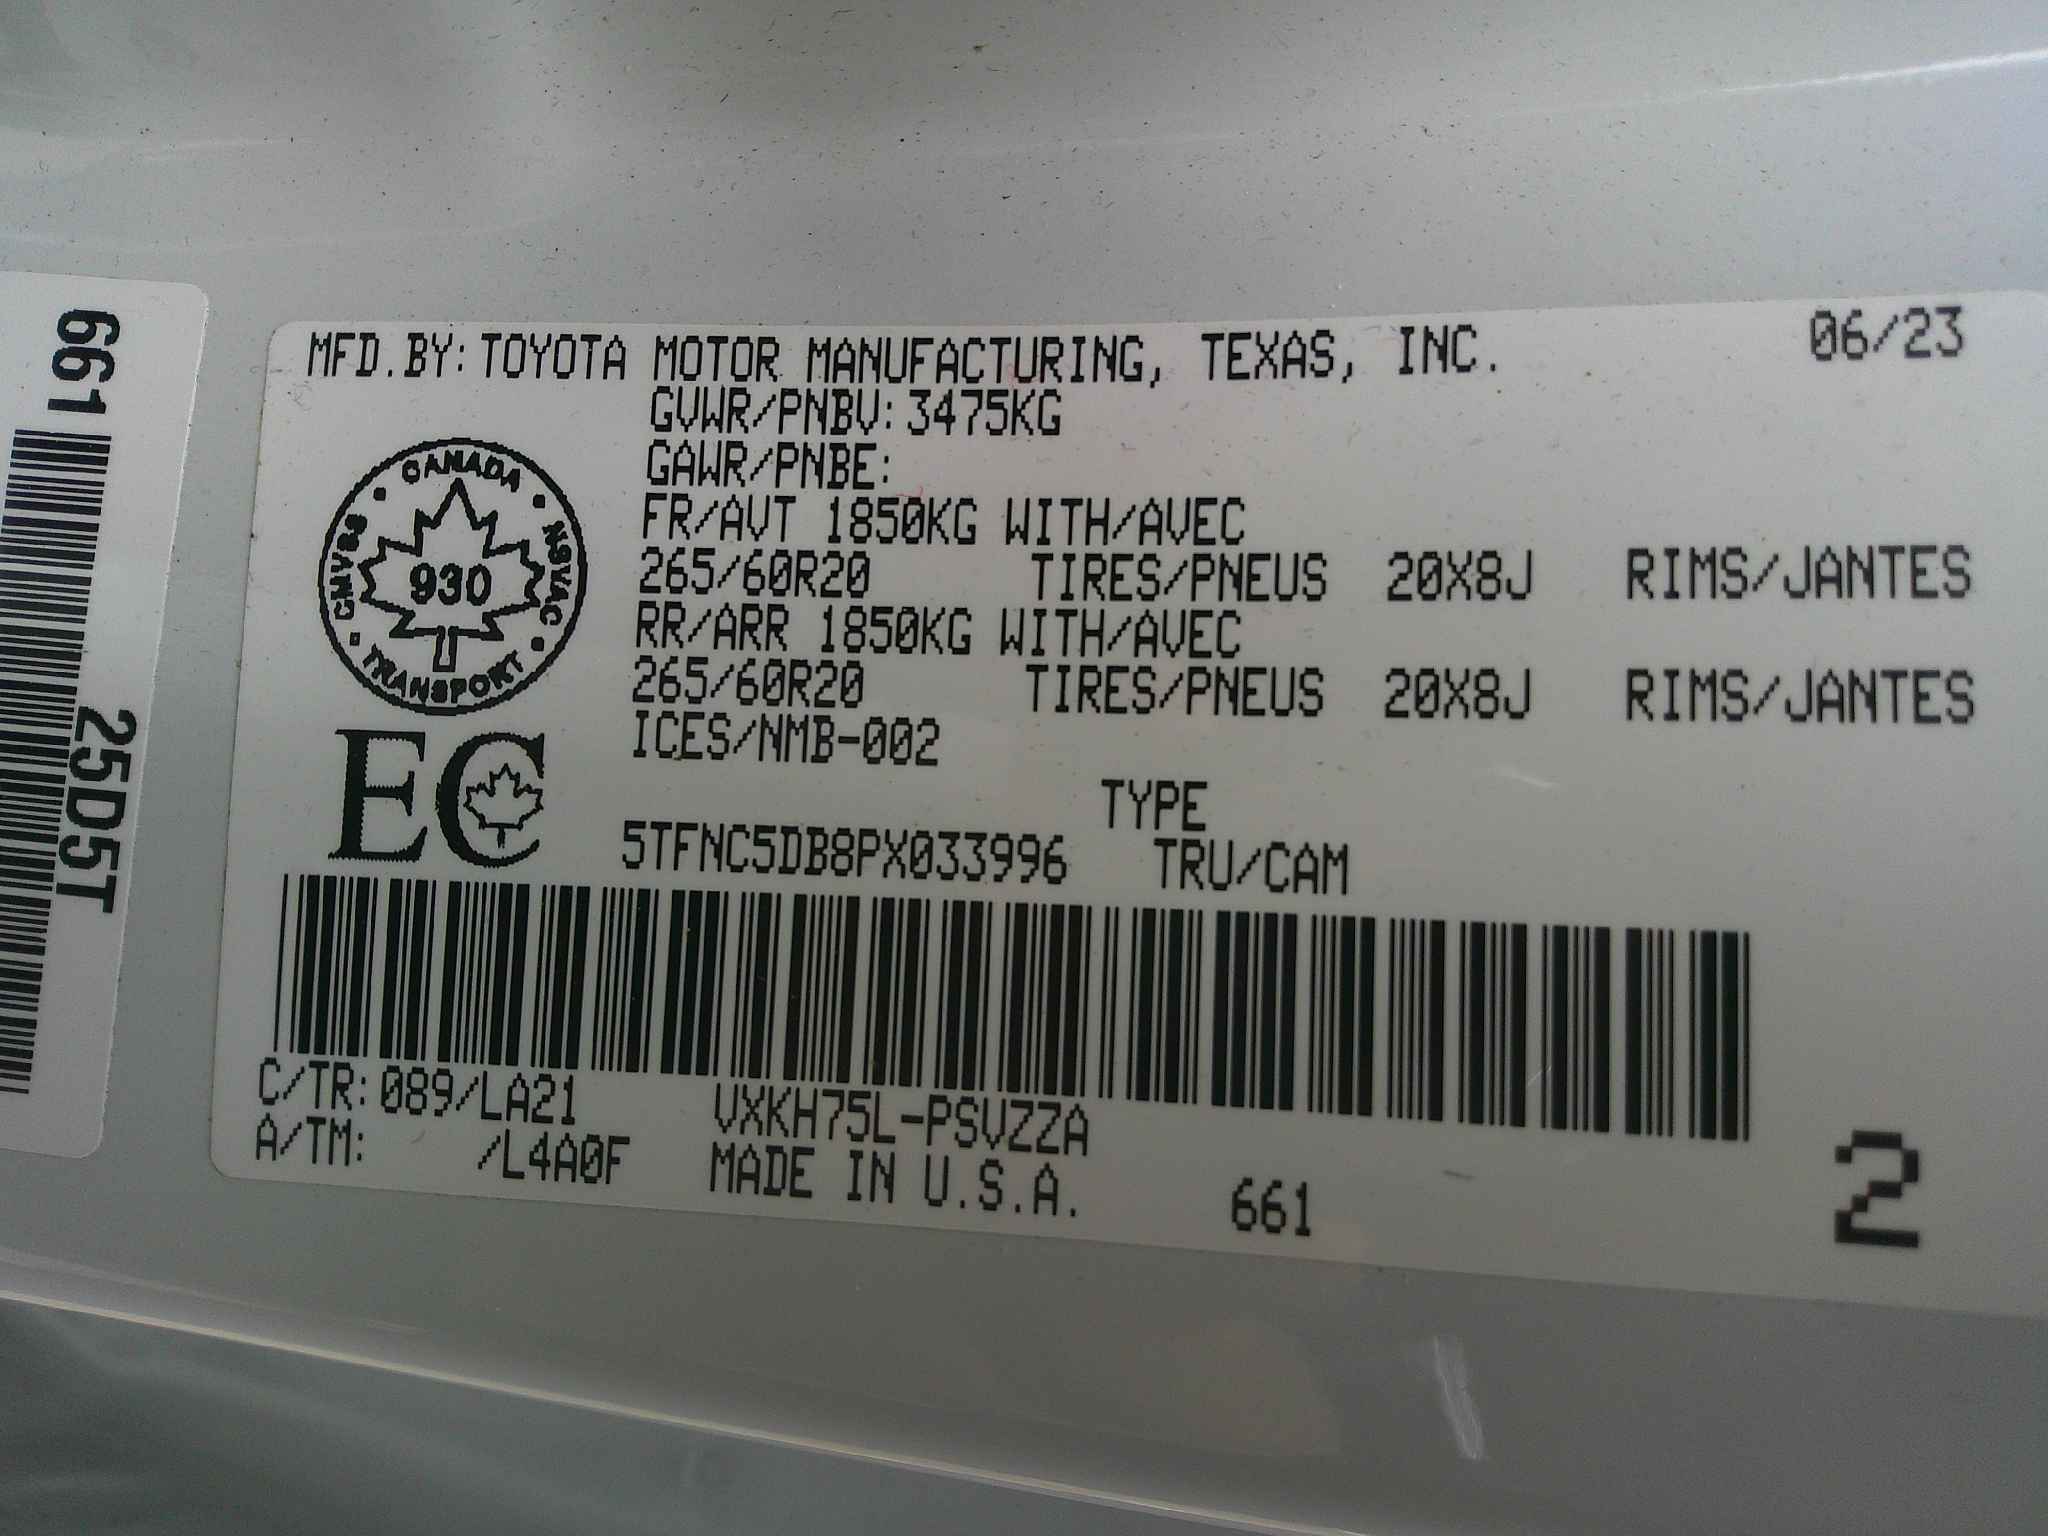 661
25D5T
MFD.BY:TOYOTA MOTOR MANUFACTURING, TEXAS, INC. 06/23
GVWR/PNBV:3475KG
GAWR/PNBE:
FR/AVT 1850KG WITH/AVEC
265/60R20 TIRES/PNEUS 20X8J RIMS/JANTES
RR/ARR 1850KG WITH/AVEC
265/60R20 TIRES/PNEUS 20X8J RIMS/JANTES
ICES/NMB-002
CANADA
CMVSS
NSVAC
930
TRANSPORT
EC
TYPE
5TFNC5DB8PX033996 TRU/CAM
C/TR:089/LA21 VXKH75L-PSVZZA
A/TM: /L4A0F MADE IN U.S.A. 661
2